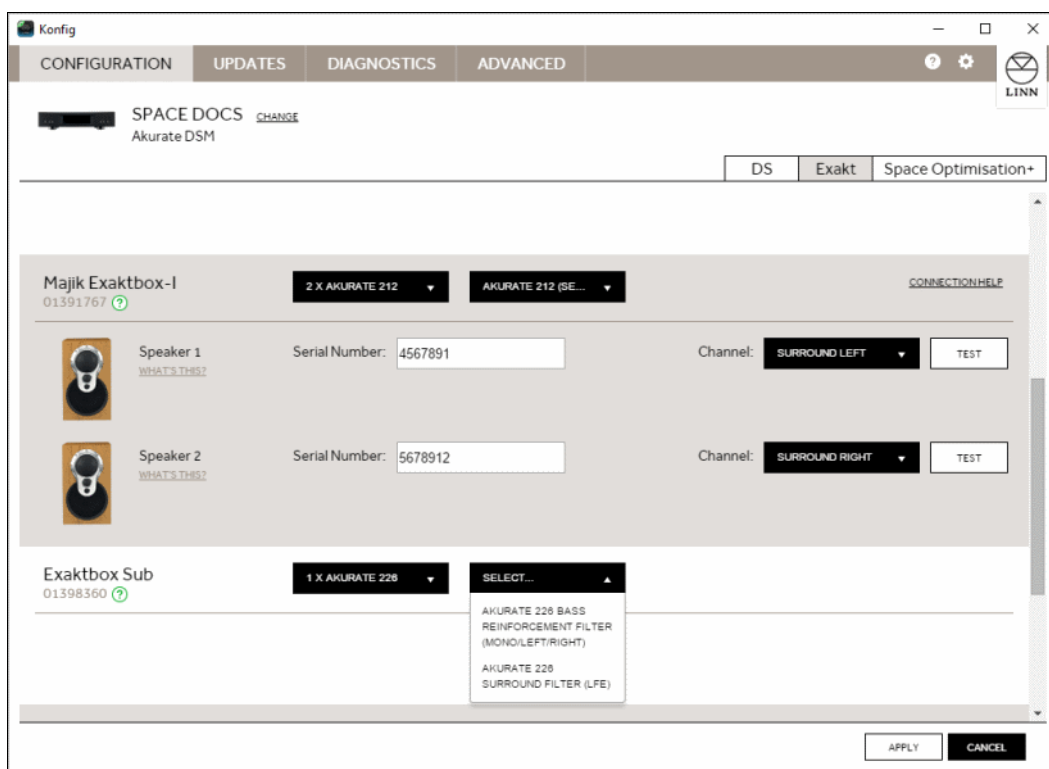 Konfig
CONFIGURATION UPDATES DIAGNOSTICS ADVANCED
LINN
SPACE DOCS CHANGE
Akurate DSM
DS Exakt Space Optimisation+
Majik Exaktbox-I 2 X AKURATE 212 AKURATE 212 (SE... CONNECTION HELP
01391767 ?
Speaker 1 Serial Number: 4567891 Channel: SURROUND LEFT TEST
WHAT'S THIS?
Speaker 2 Serial Number: 5678912 Channel: SURROUND RIGHT TEST
WHAT'S THIS?
Exaktbox Sub 1 X AKURATE 226 SELECT...
01398360 ?
AKURATE 226 BASS
REINFORCEMENT FILTER
(MONO/LEFT/RIGHT)
AKURATE 226
SURROUND FILTER (LFE)
APPLY CANCEL